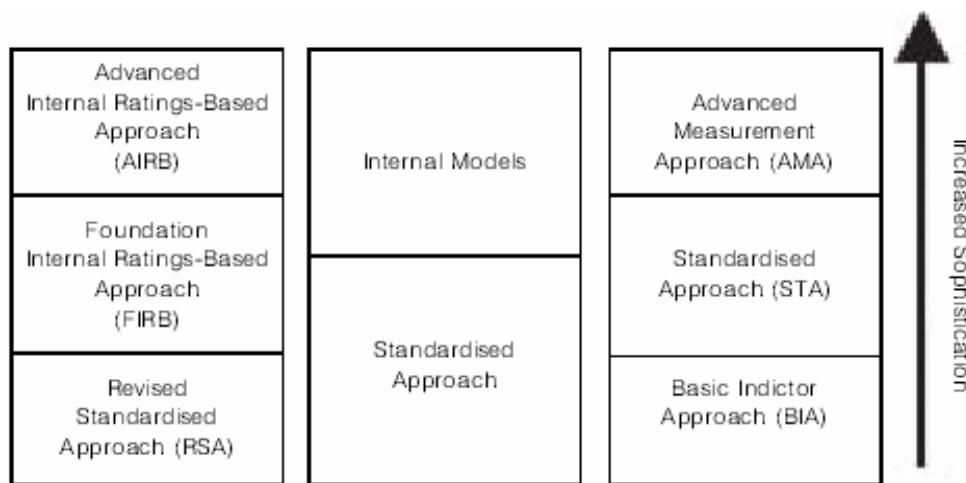 Advanced
Internal Ratings-Based
Approach
(AIRB)
Foundation
Internal Ratings-Based
Approach
(FIRB)
Revised
Standardised
Approach (RSA)
Internal Models
Standardised
Approach
Advanced
Measurement
Approach (AMA)
Standardised
Approach (STA)
Basic Indictor
Approach (BIA)
Increased Sophistication